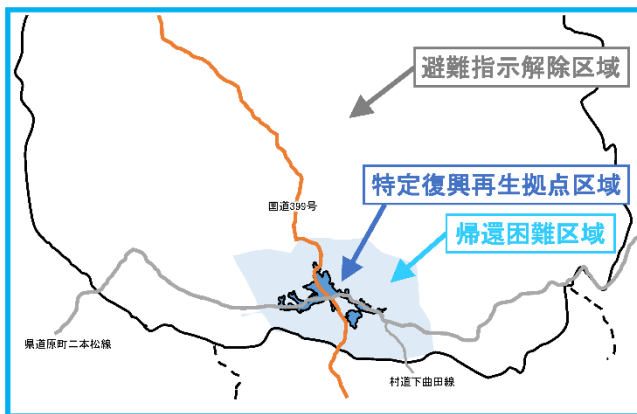 避難指示解除区域
特定復興再生拠点区域
国道399号
帰還困難区域
県道原町二本松線
村道下曲田線